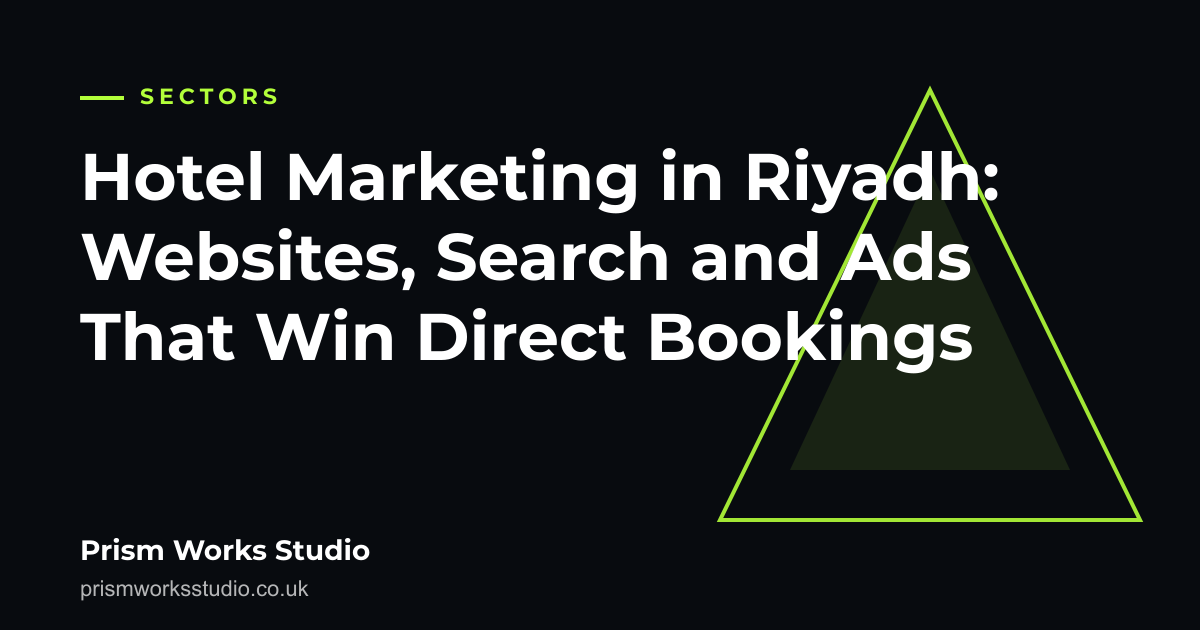 SECTORS
Hotel Marketing in Riyadh:
Websites, Search and Ads
That Win Direct Bookings
Prism Works Studio
prismworksstudio.co.uk